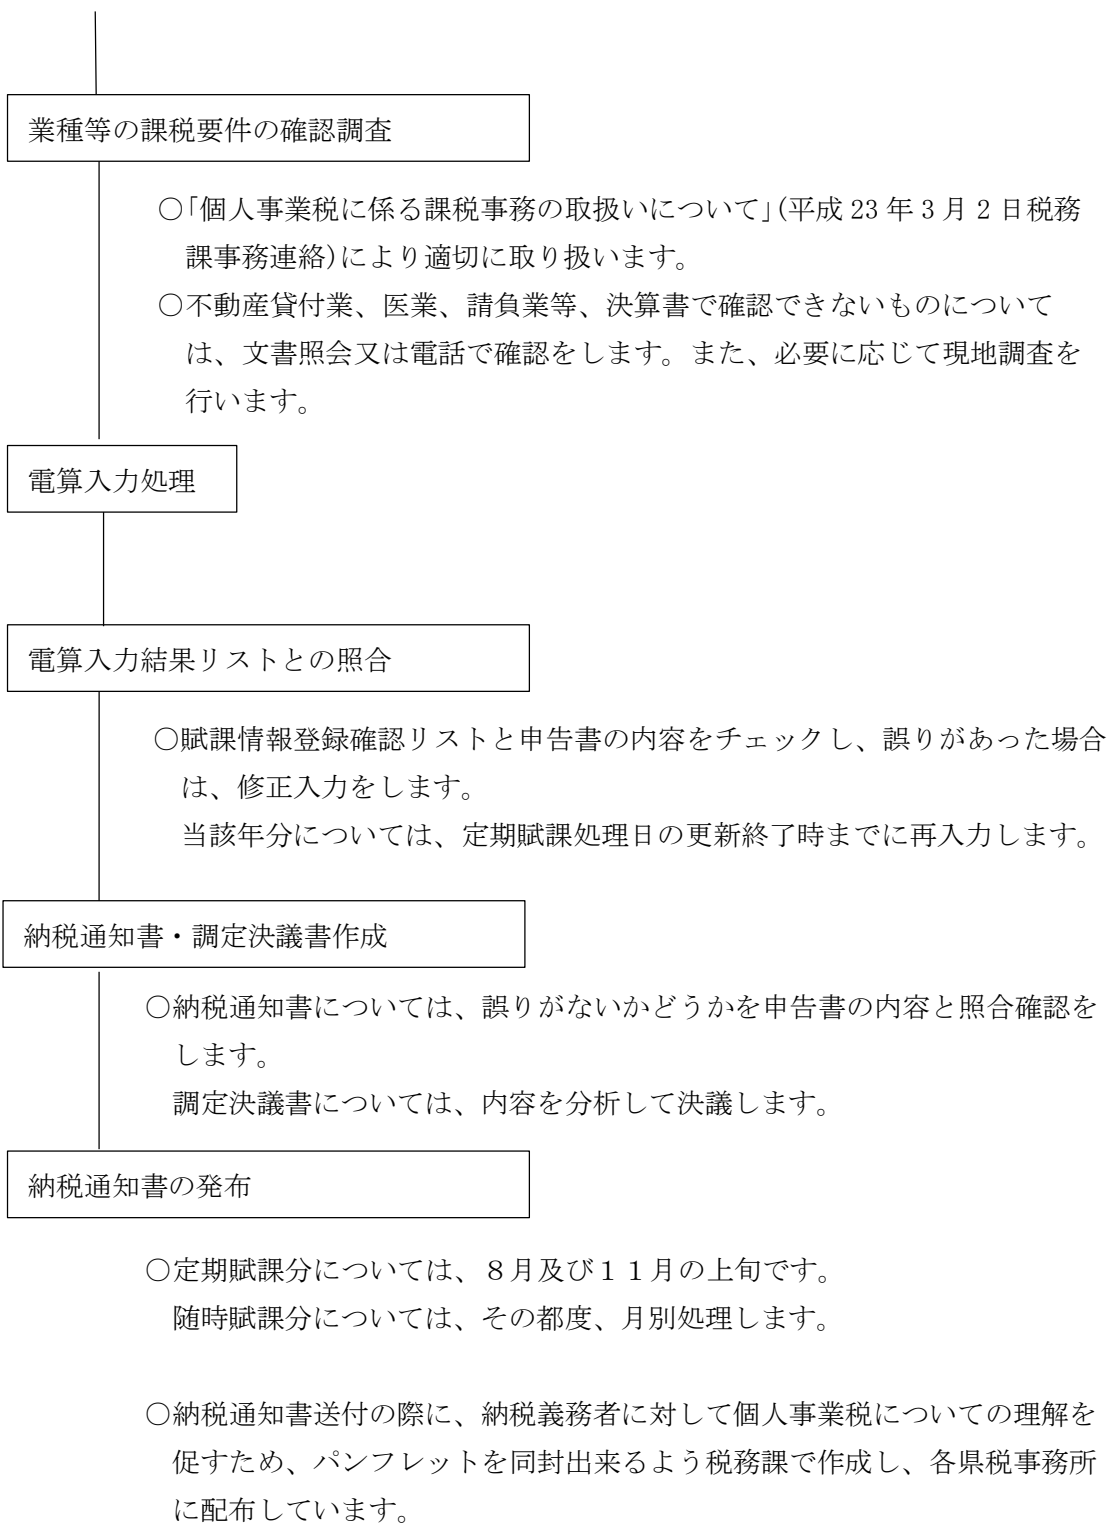 業種等の課税要件の確認調査
○「個人事業税に係る課税事務の取扱いについて」(平成 23 年 3 月 2 日税務
課事務連絡)により適切に取り扱います。
○不動産貸付業、医業、請負業等、決算書で確認できないものについて
は、文書照会又は電話で確認をします。また、必要に応じて現地調査を
行います。
電算入力処理
電算入力結果リストとの照合
○賦課情報登録確認リストと申告書の内容をチェックし、誤りがあった場合
は、修正入力をします。
当該年分については、定期賦課処理日の更新終了時までに再入力します。
納税通知書・調定決議書作成
○納税通知書については、誤りがないかどうかを申告書の内容と照合確認を
します。
調定決議書については、内容を分析して決議します。
納税通知書の発布
○定期賦課分については、８月及び１１月の上旬です。
随時賦課分については、その都度、月別処理します。
○納税通知書送付の際に、納税義務者に対して個人事業税についての理解を
促すため、パンフレットを同封出来るよう税務課で作成し、各県税事務所
に配布しています。